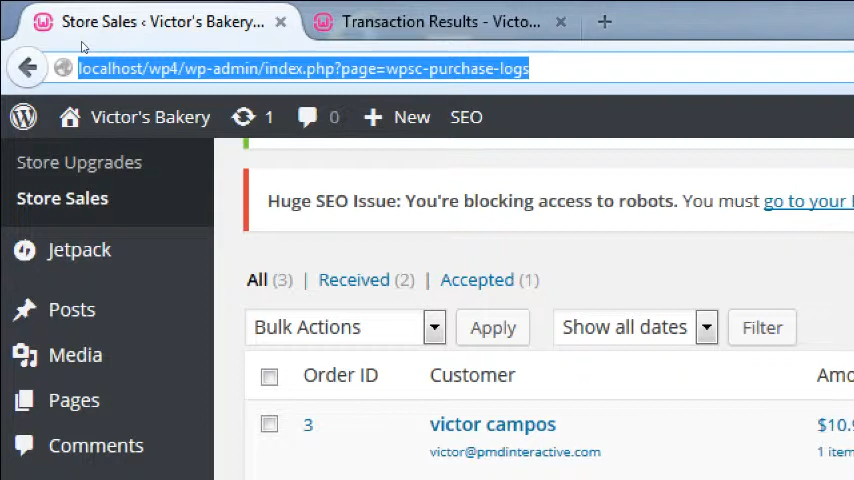 Store Sales ‹ Victor's Bakery...
Transaction Results - Victo...
localhost/wp4/wp-admin/index.php?page=wpsc-purchase-logs
Victor's Bakery 1 0 New SEO
Store Upgrades
Store Sales
Jetpack
Posts
Media
Pages
Comments
Huge SEO Issue: You're blocking access to robots. You must go to your
All (3) | Received (2) | Accepted (1)
Bulk Actions Apply Show all dates Filter
Order ID Customer Amo
3 victor campos $10.9
victor@pmdinteractive.com 1 item